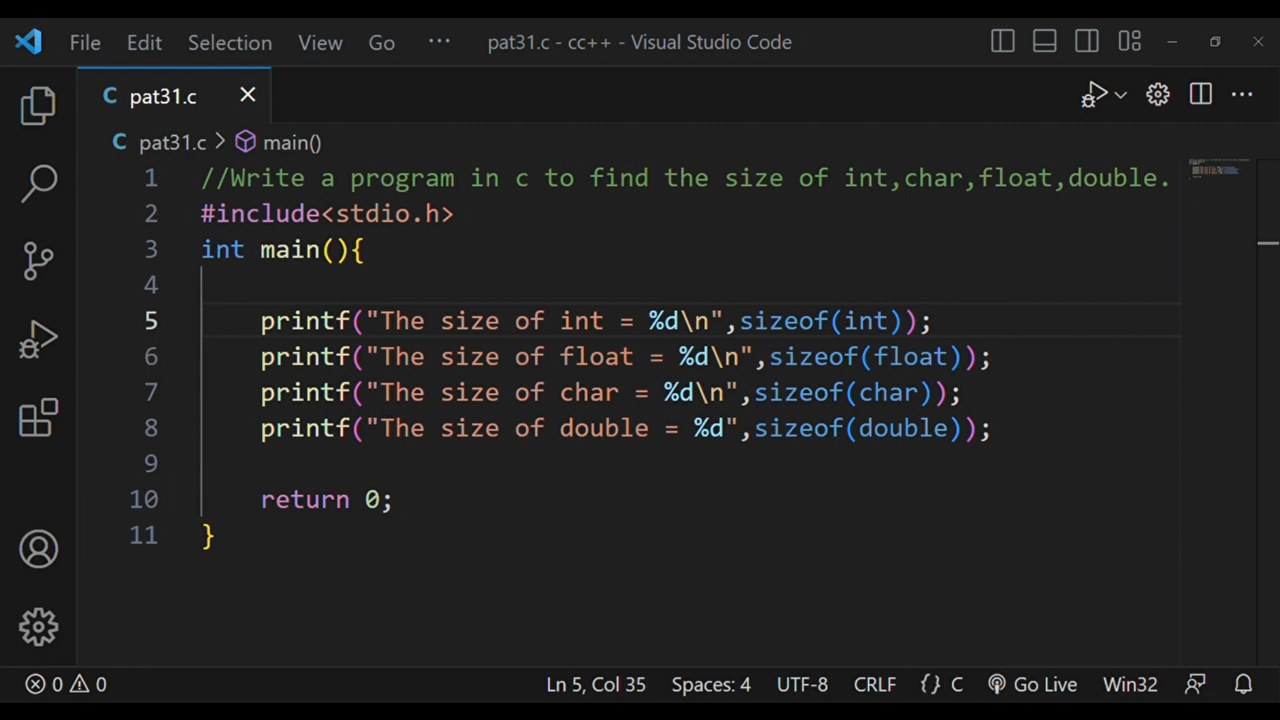 File Edit Selection View Go ··· pat31.c - cc++ - Visual Studio Code
C pat31.c
C pat31.c > main()
1 //Write a program in c to find the size of int,char,float,double.
2 #include<stdio.h>
3 int main(){
4
5     printf("The size of int = %d\n",sizeof(int));
6     printf("The size of float = %d\n",sizeof(float));
7     printf("The size of char = %d\n",sizeof(char));
8     printf("The size of double = %d",sizeof(double));
9
10     return 0;
11 }
0 0 Ln 5, Col 35 Spaces: 4 UTF-8 CRLF {} C Go Live Win32